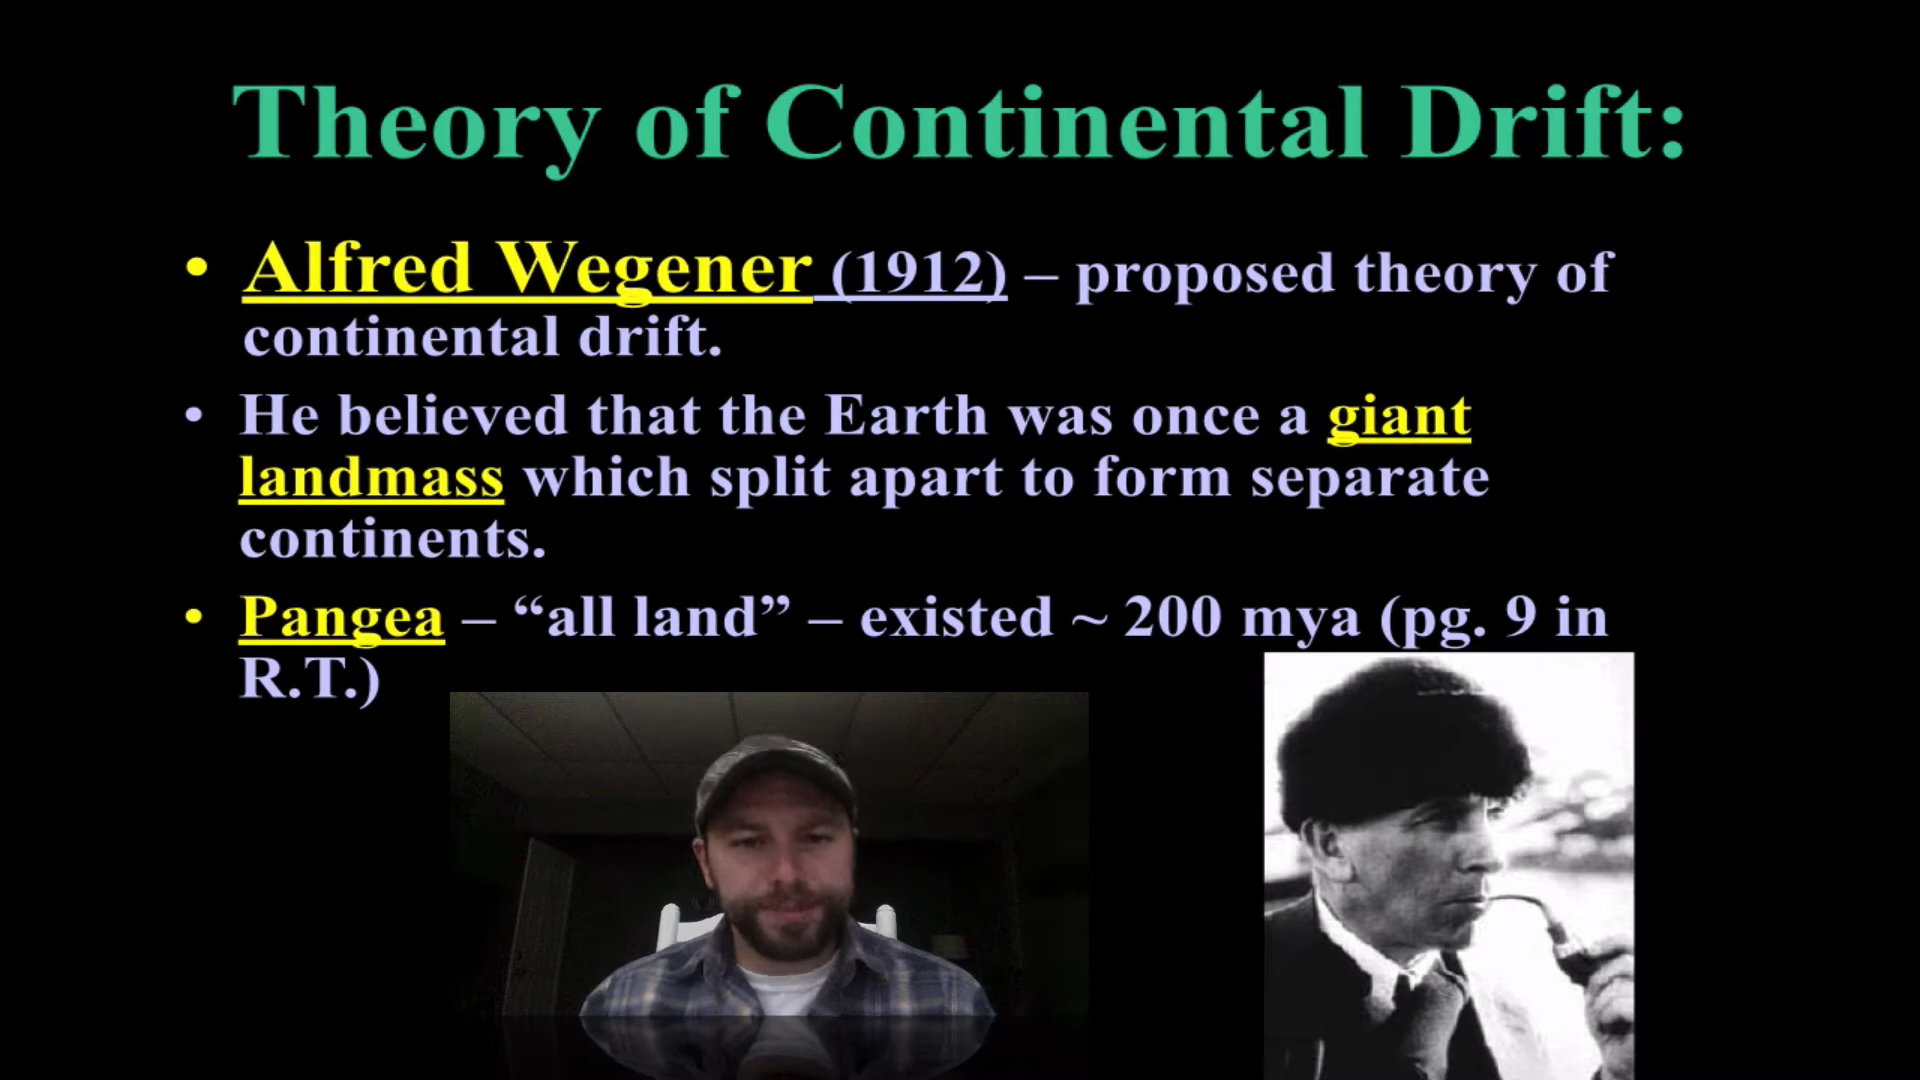 Theory of Continental Drift:
• Alfred Wegener (1912) – proposed theory of
continental drift.
• He believed that the Earth was once a giant
landmass which split apart to form separate
continents.
• Pangea – “all land” – existed ~ 200 mya (pg. 9 in
R.T.)